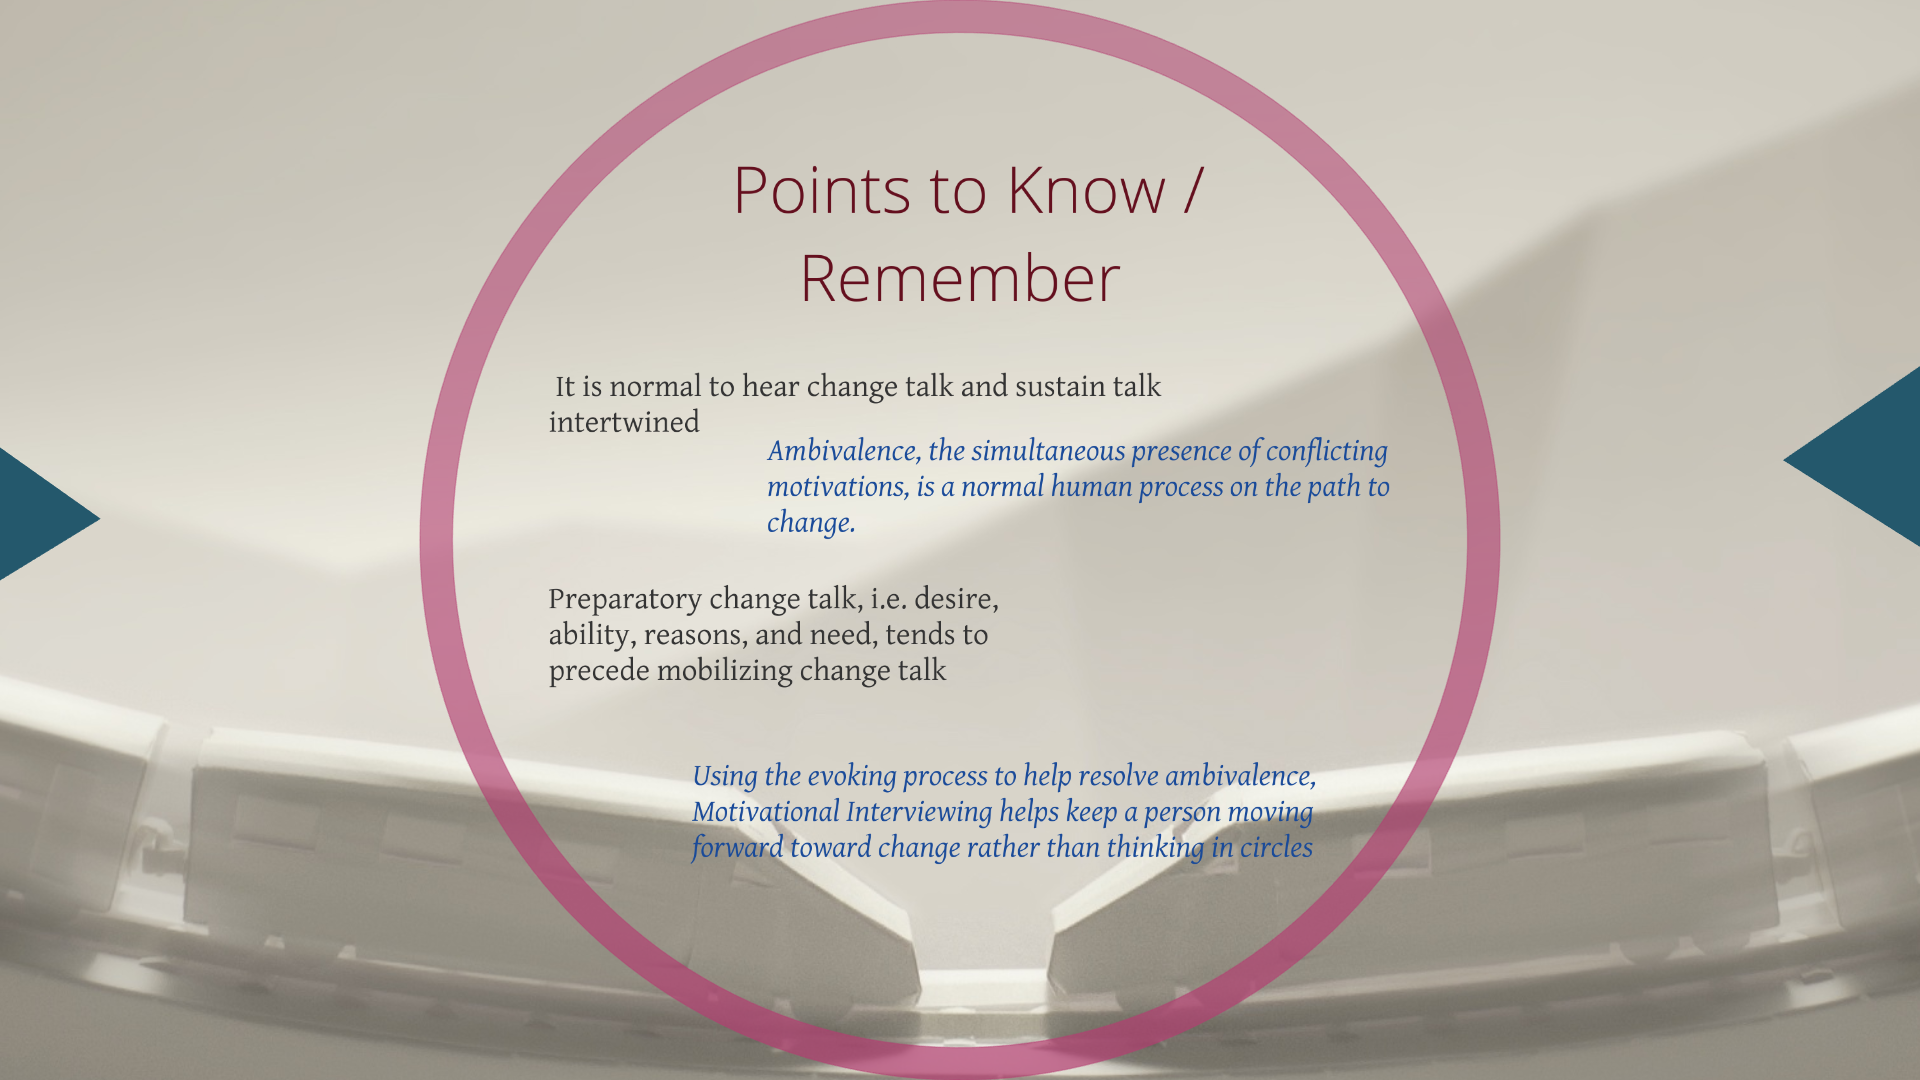 Points to Know /
Remember
It is normal to hear change talk and sustain talk
intertwined
Ambivalence, the simultaneous presence of conflicting
motivations, is a normal human process on the path to
change.
Preparatory change talk, i.e. desire,
ability, reasons, and need, tends to
precede mobilizing change talk
Using the evoking process to help resolve ambivalence,
Motivational Interviewing helps keep a person moving
forward toward change rather than thinking in circles